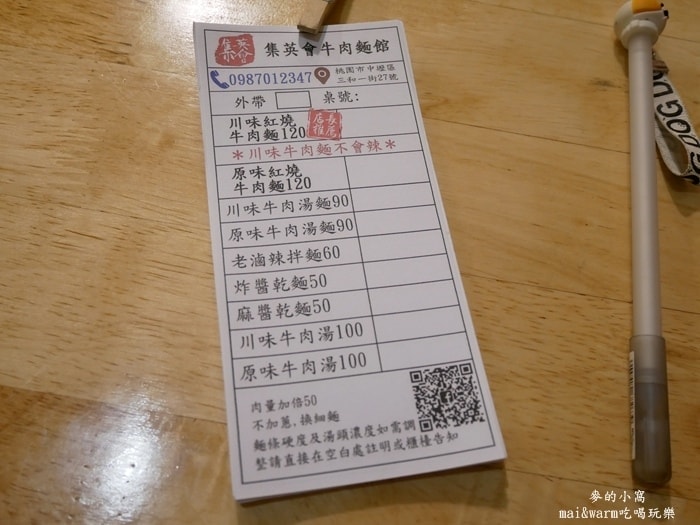 集英會
集英會牛肉麵館
0987012347
桃園市中壢區
三和一街27號
外帶 桌號:
川味紅燒
牛肉麵120
店長
推薦
*川味牛肉麵不會辣*
原味紅燒
牛肉麵120
川味牛肉湯麵90
原味牛肉湯麵90
老滷辣拌麵60
炸醬乾麵50
麻醬乾麵50
川味牛肉湯100
原味牛肉湯100
肉量加倍50
不加蔥,換細麵
麵條硬度及湯頭濃度如需調
整請直接在空白處註明或櫃檯告知
DOG DO
麥的小窩
mai&warm吃喝玩樂